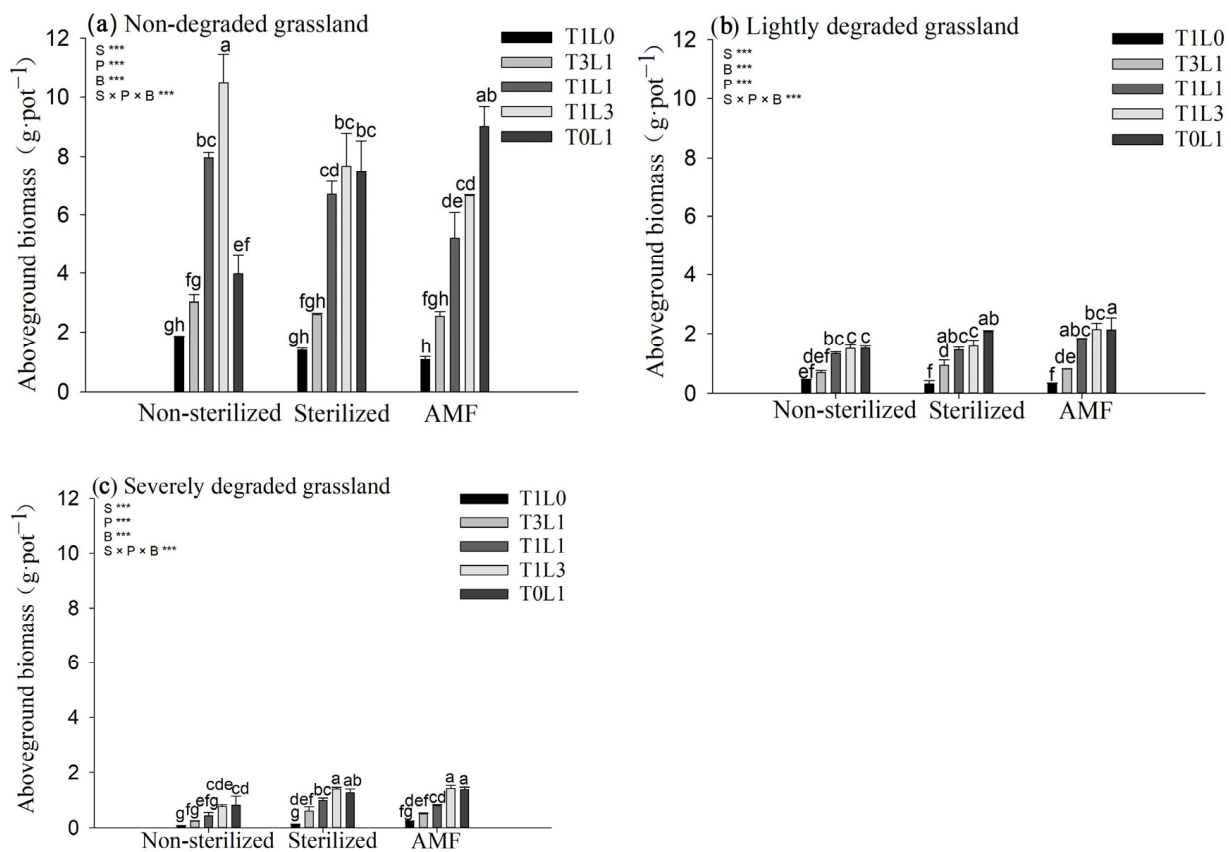 (a) Non-degraded grassland
Aboveground biomass (g·pot⁻¹)
12
10
8
6
4
2
0
S ***
P ***
B ***
S × P × B ***
T1L0
T3L1
T1L1
T1L3
T0L1
gh
fg
bc
a
ef
gh
fgh
cd
bc
bc
h
fgh
de
cd
ab
Non-sterilized Sterilized AMF
(b) Lightly degraded grassland
Aboveground biomass (g·pot⁻¹)
12
10
8
6
4
2
0
S ***
B ***
P ***
S × P × B ***
T1L0
T3L1
T1L1
T1L3
T0L1
ef
def
bc
c
c
f
d
abc
c
ab
f
de
abc
bc
a
Non-sterilized Sterilized AMF
(c) Severely degraded grassland
Aboveground biomass (g·pot⁻¹)
12
10
8
6
4
2
0
S ***
P ***
B ***
S × P × B ***
T1L0
T3L1
T1L1
T1L3
T0L1
g
fg
efg
cde
cd
g
def
bc
a
ab
fg
def
cd
a
a
Non-sterilized Sterilized AMF